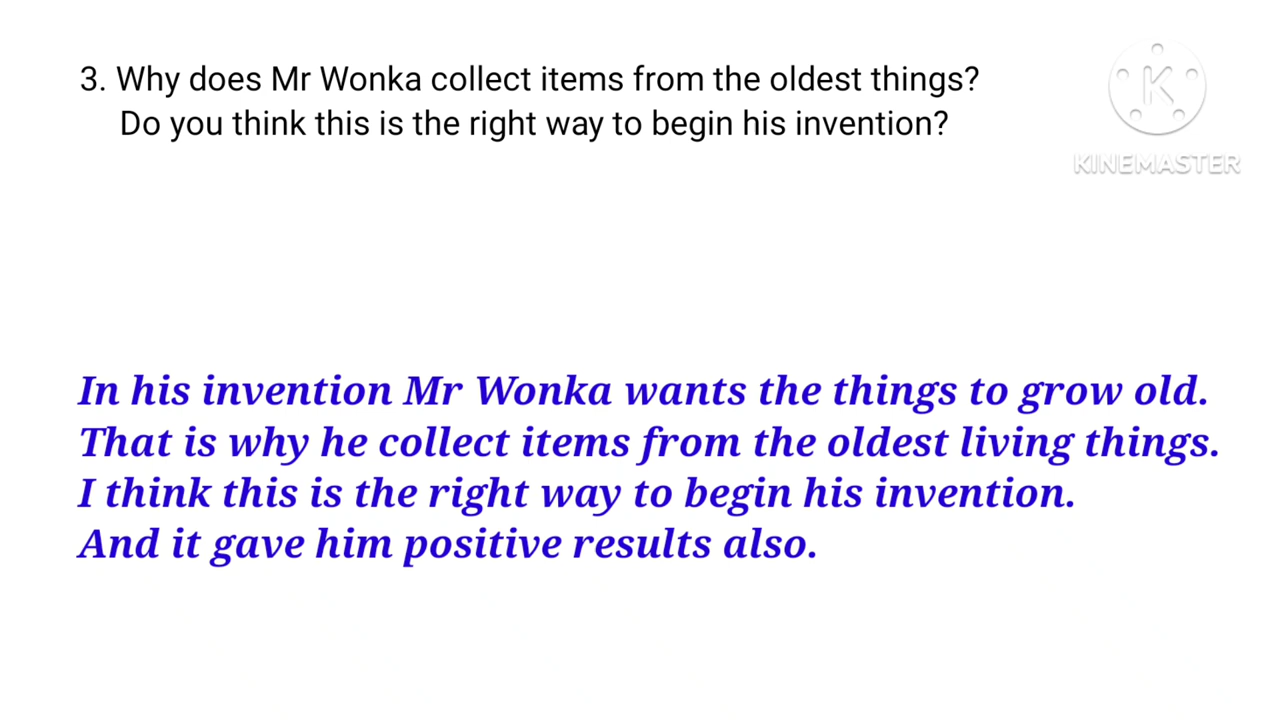 3. Why does Mr Wonka collect items from the oldest things?
Do you think this is the right way to begin his invention?
K
KINEMASTER
In his invention Mr Wonka wants the things to grow old.
That is why he collect items from the oldest living things.
I think this is the right way to begin his invention.
And it gave him positive results also.